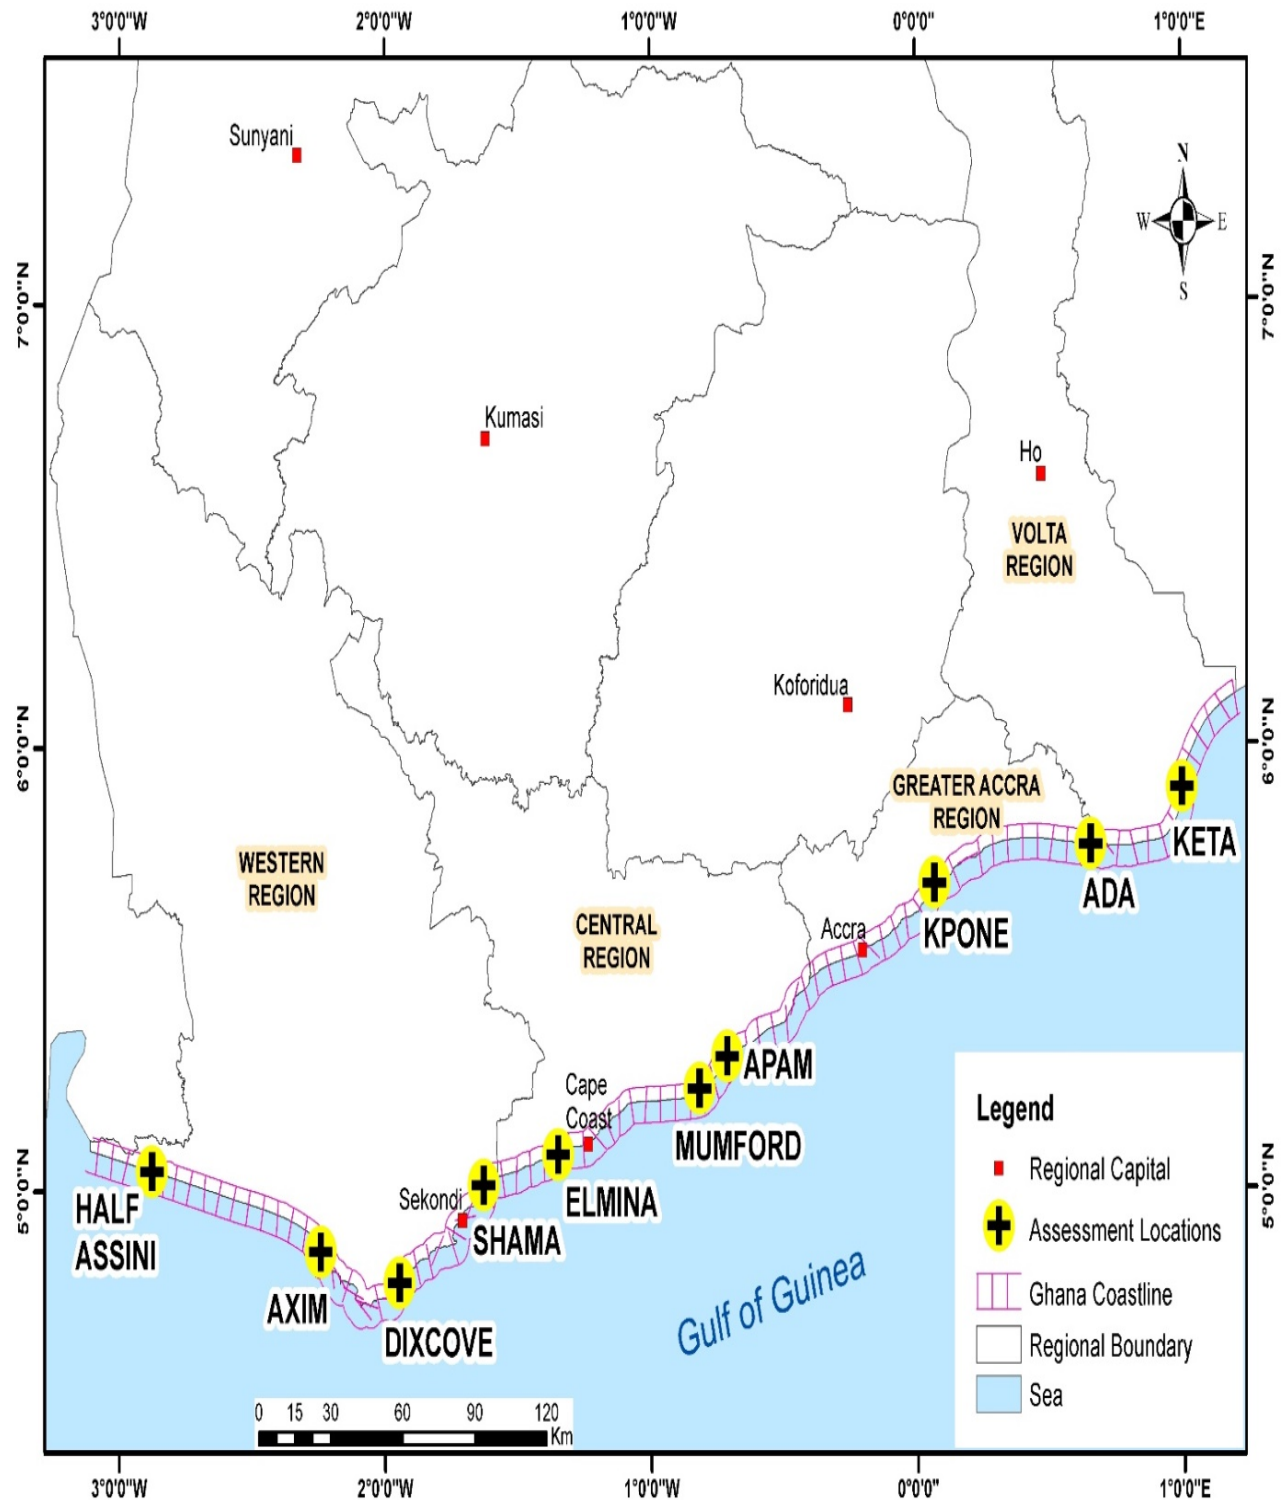 3°0'0"W 2°0'0"W 1°0'0"W 0°0'0" 1°0'0"E
N
W E
S
Sunyani
7°0'0"N 7°0'0"N
Kumasi
Ho
VOLTA
REGION
Koforidua
6°0'0"N 6°0'0"N
GREATER ACCRA
REGION
KETA
ADA
WESTERN
REGION
CENTRAL
REGION
Accra
KPONE
APAM
Cape
Coast
MUMFORD
5°0'0"N 5°0'0"N
HALF
ASSINI
Sekondi
ELMINA
SHAMA
AXIM
DIXCOVE
Gulf of Guinea
Legend
Regional Capital
Assessment Locations
Ghana Coastline
Regional Boundary
Sea
0 15 30 60 90 120
Km
3°0'0"W 2°0'0"W 1°0'0"W 0°0'0" 1°0'0"E